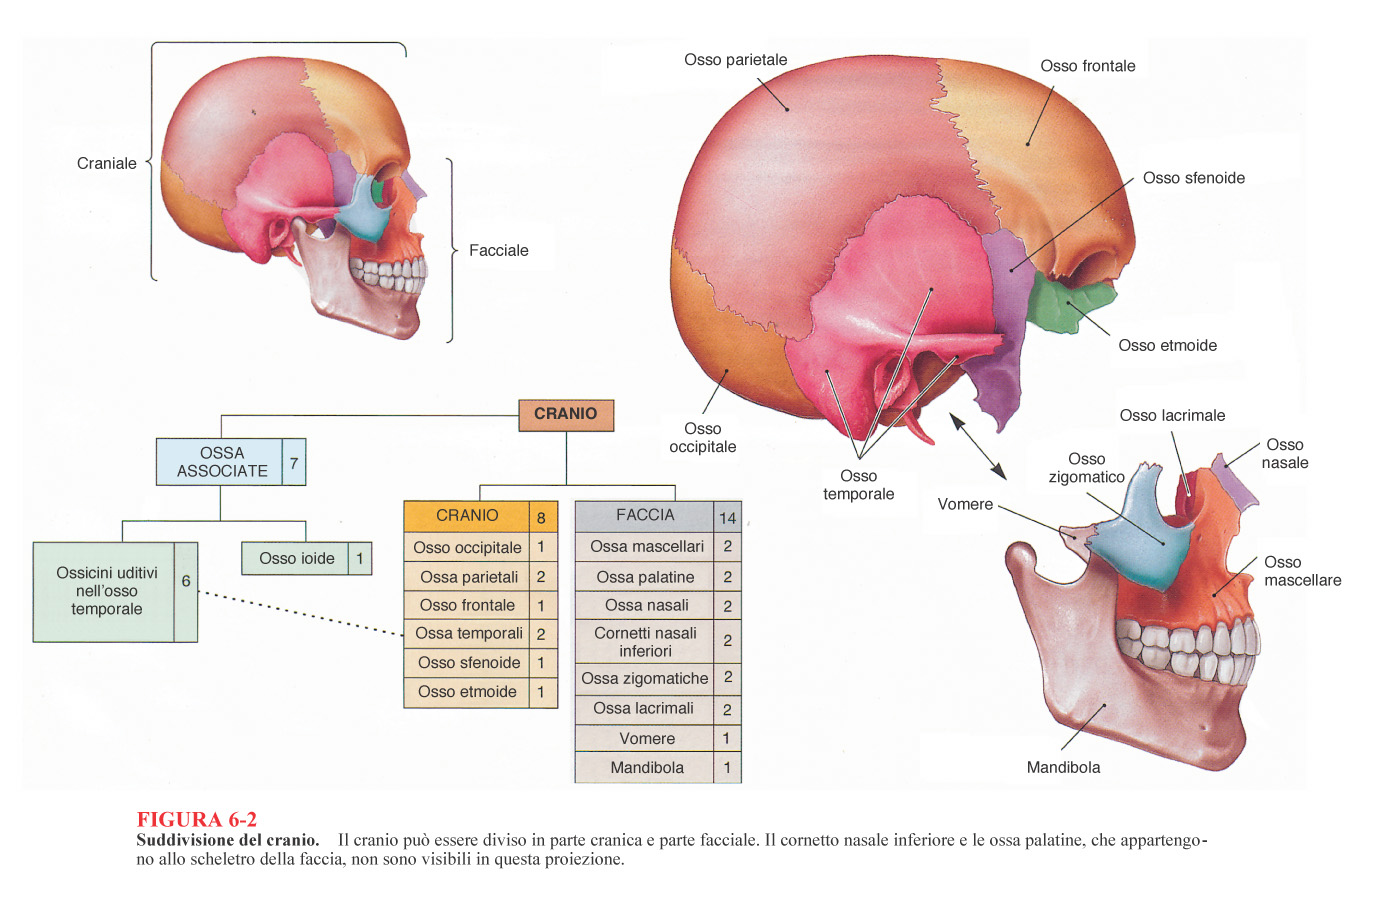 Craniale
Facciale
Osso parietale
Osso frontale
Osso sfenoide
Osso etmoide
Osso
occipitale
Osso
temporale
Osso lacrimale
Osso
nasale
Osso
zigomatico
Vomere
Osso
mascellare
Mandibola
CRANIO
OSSA
ASSOCIATE
7
Ossicini uditivi
nell'osso
temporale
6
Osso ioide 1
CRANIO 8
Osso occipitale 1
Ossa parietali 2
Osso frontale 1
Ossa temporali 2
Osso sfenoide 1
Osso etmoide 1
FACCIA 14
Ossa mascellari 2
Ossa palatine 2
Ossa nasali 2
Cornetti nasali
inferiori
2
Ossa zigomatiche 2
Ossa lacrimali 2
Vomere 1
Mandibola 1
FIGURA 6-2
Suddivisione del cranio. Il cranio può essere diviso in parte cranica e parte facciale. Il cornetto nasale inferiore e le ossa palatine, che appartengo-
no allo scheletro della faccia, non sono visibili in questa proiezione.